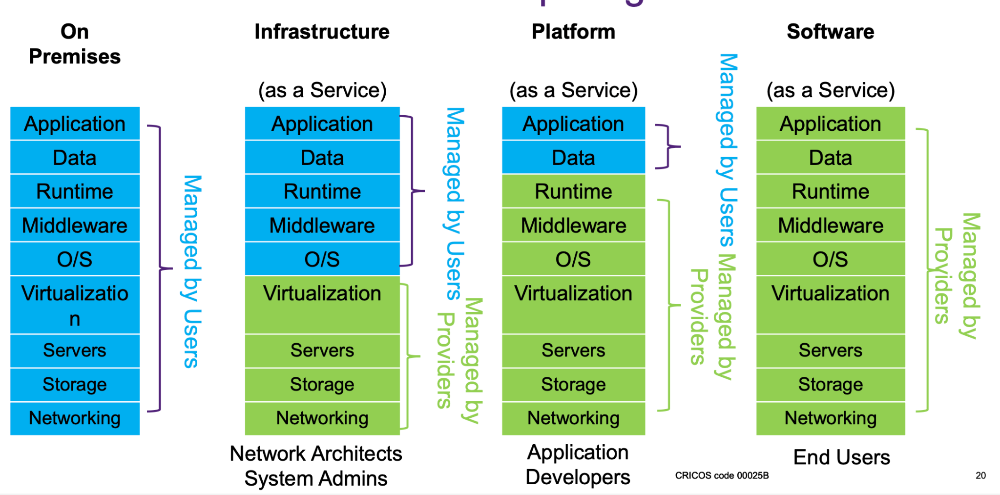 On
Premises
Application
Data
Runtime
Middleware
O/S
Virtualizatio
n
Servers
Storage
Networking
Managed by Users
Infrastructure
(as a Service)
Application
Data
Runtime
Middleware
O/S
Virtualization
Servers
Storage
Networking
Managed by Users
Managed by
Providers
Network Architects
System Admins
Platform
(as a Service)
Application
Data
Runtime
Middleware
O/S
Virtualization
Servers
Storage
Networking
Managed by Users
Managed by
Providers
Application
Developers
Software
(as a Service)
Application
Data
Runtime
Middleware
O/S
Virtualization
Servers
Storage
Networking
Managed by
Providers
End Users
CRICOS code 00025B
20